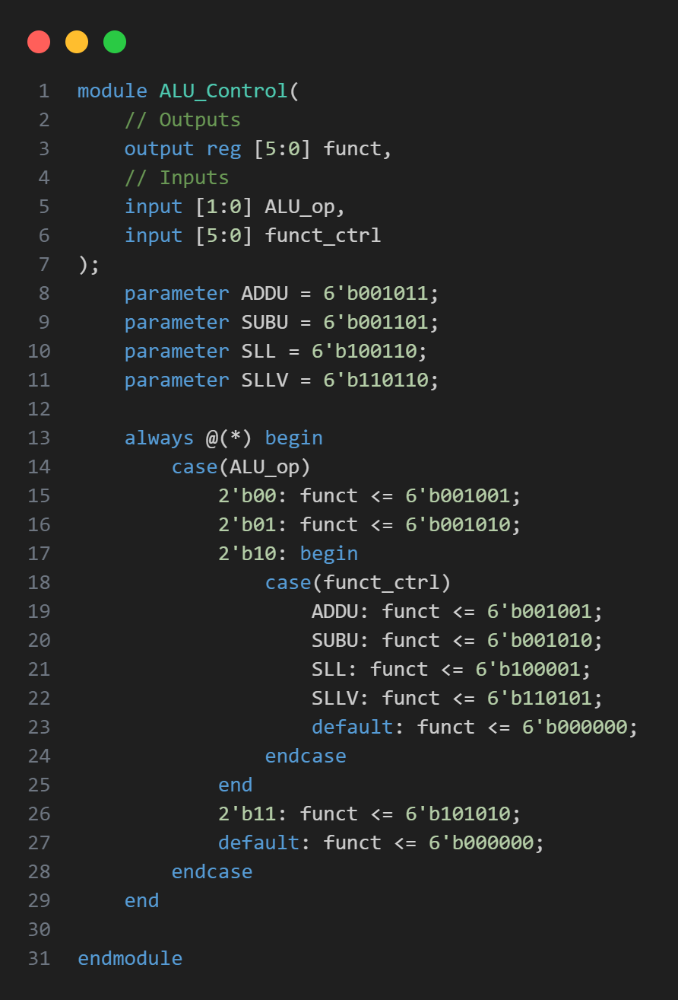 1 module ALU_Control(
2     // Outputs
3     output reg [5:0] funct,
4     // Inputs
5     input [1:0] ALU_op,
6     input [5:0] funct_ctrl
7 );
8     parameter ADDU = 6'b001011;
9     parameter SUBU = 6'b001101;
10     parameter SLL = 6'b100110;
11     parameter SLLV = 6'b110110;
12
13     always @(*) begin
14         case(ALU_op)
15             2'b00: funct <= 6'b001001;
16             2'b01: funct <= 6'b001010;
17             2'b10: begin
18                 case(funct_ctrl)
19                     ADDU: funct <= 6'b001001;
20                     SUBU: funct <= 6'b001010;
21                     SLL: funct <= 6'b100001;
22                     SLLV: funct <= 6'b110101;
23                     default: funct <= 6'b000000;
24                 endcase
25             end
26             2'b11: funct <= 6'b101010;
27             default: funct <= 6'b000000;
28         endcase
29     end
30
31 endmodule